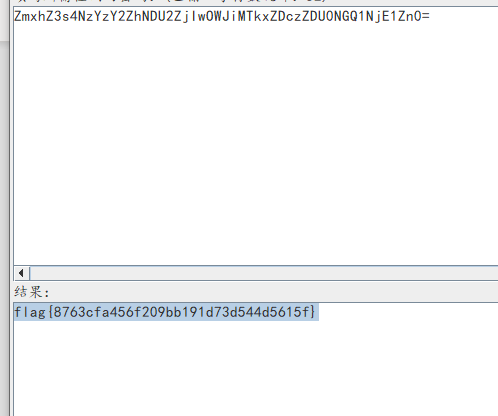 ZmxhZ3s4NzYzY2ZhNDU2ZjIwOWJiMTkxZDczZDU0NGQ1NjE1Zn0=
结果:
flag{8763cfa456f209bb191d73d544d5615f}